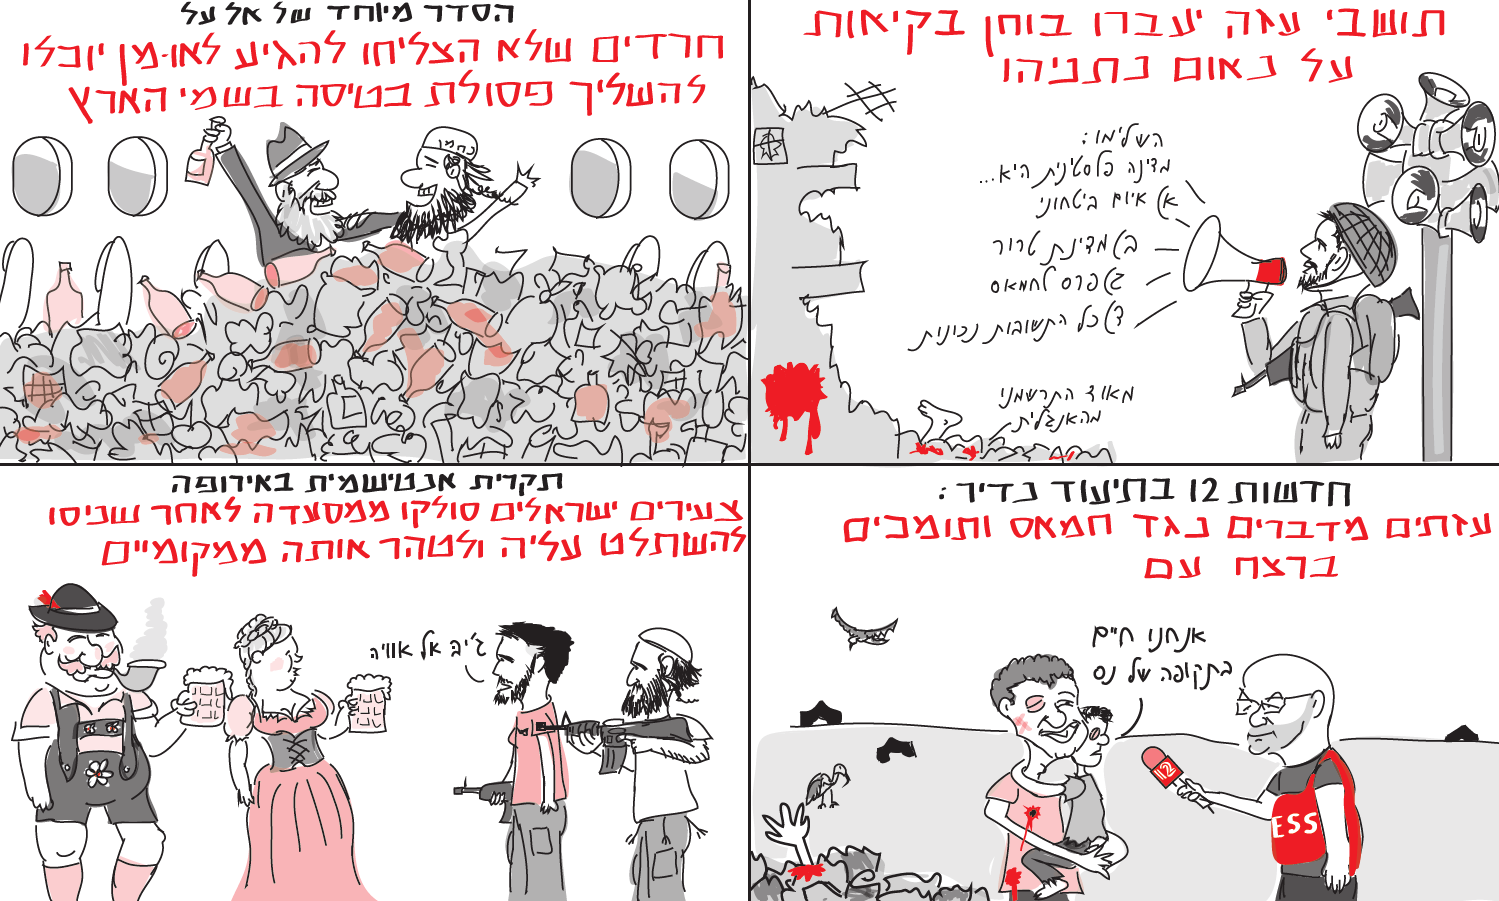 תושבי עזה יעברו בוחן בקיאות
על נאום נתניהו
השלימו:
מדינה פלסטינית היא...
א) איום ביטחוני
ב) מדינת טרור
ג) פרס לחמאס
ד) כל התשובות נכונות
מאוד התרשמנו
מהאנגלית
הסדר מיוחד של אל על
חרדים שלא הצליחו להגיע לאו-מן יוכלו
להשליך פסולת בטיסה בשמי הארץ
נחמן
חדשות 12 בתיעוד נדיר:
עזתים מדברים נגד חמאס ותומכים
ברצח עם
אנחנו חיים
בתקופה של נס
12
ESS
תקרית אנטישמית באירופה
צעירים ישראלים סולקו ממסעדה לאחר שניסו
להשתלט עליה ולטהר אותה ממקומיים
ג'יב אל אוויה